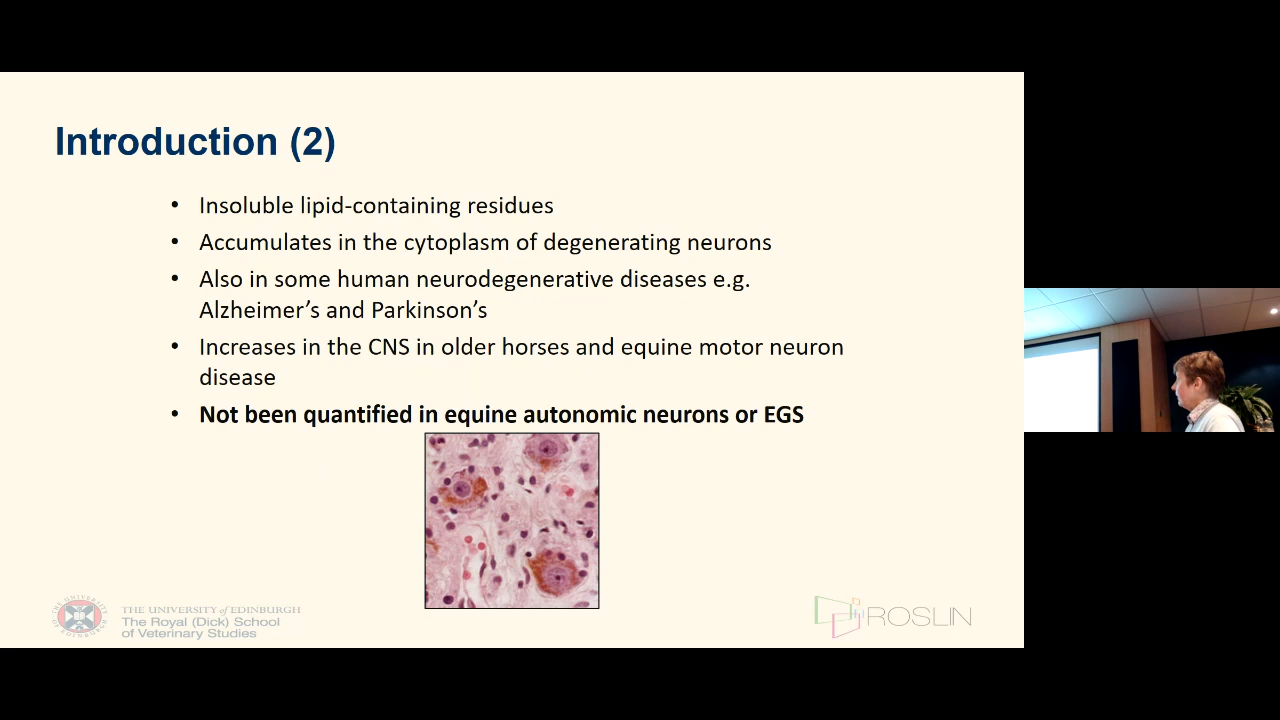 Introduction (2)
• Insoluble lipid-containing residues
• Accumulates in the cytoplasm of degenerating neurons
• Also in some human neurodegenerative diseases e.g.
Alzheimer’s and Parkinson’s
• Increases in the CNS in older horses and equine motor neuron
disease
• Not been quantified in equine autonomic neurons or EGS
THE UNIVERSITY of EDINBURGH
The Royal (Dick) School
of Veterinary Studies
ROSLIN